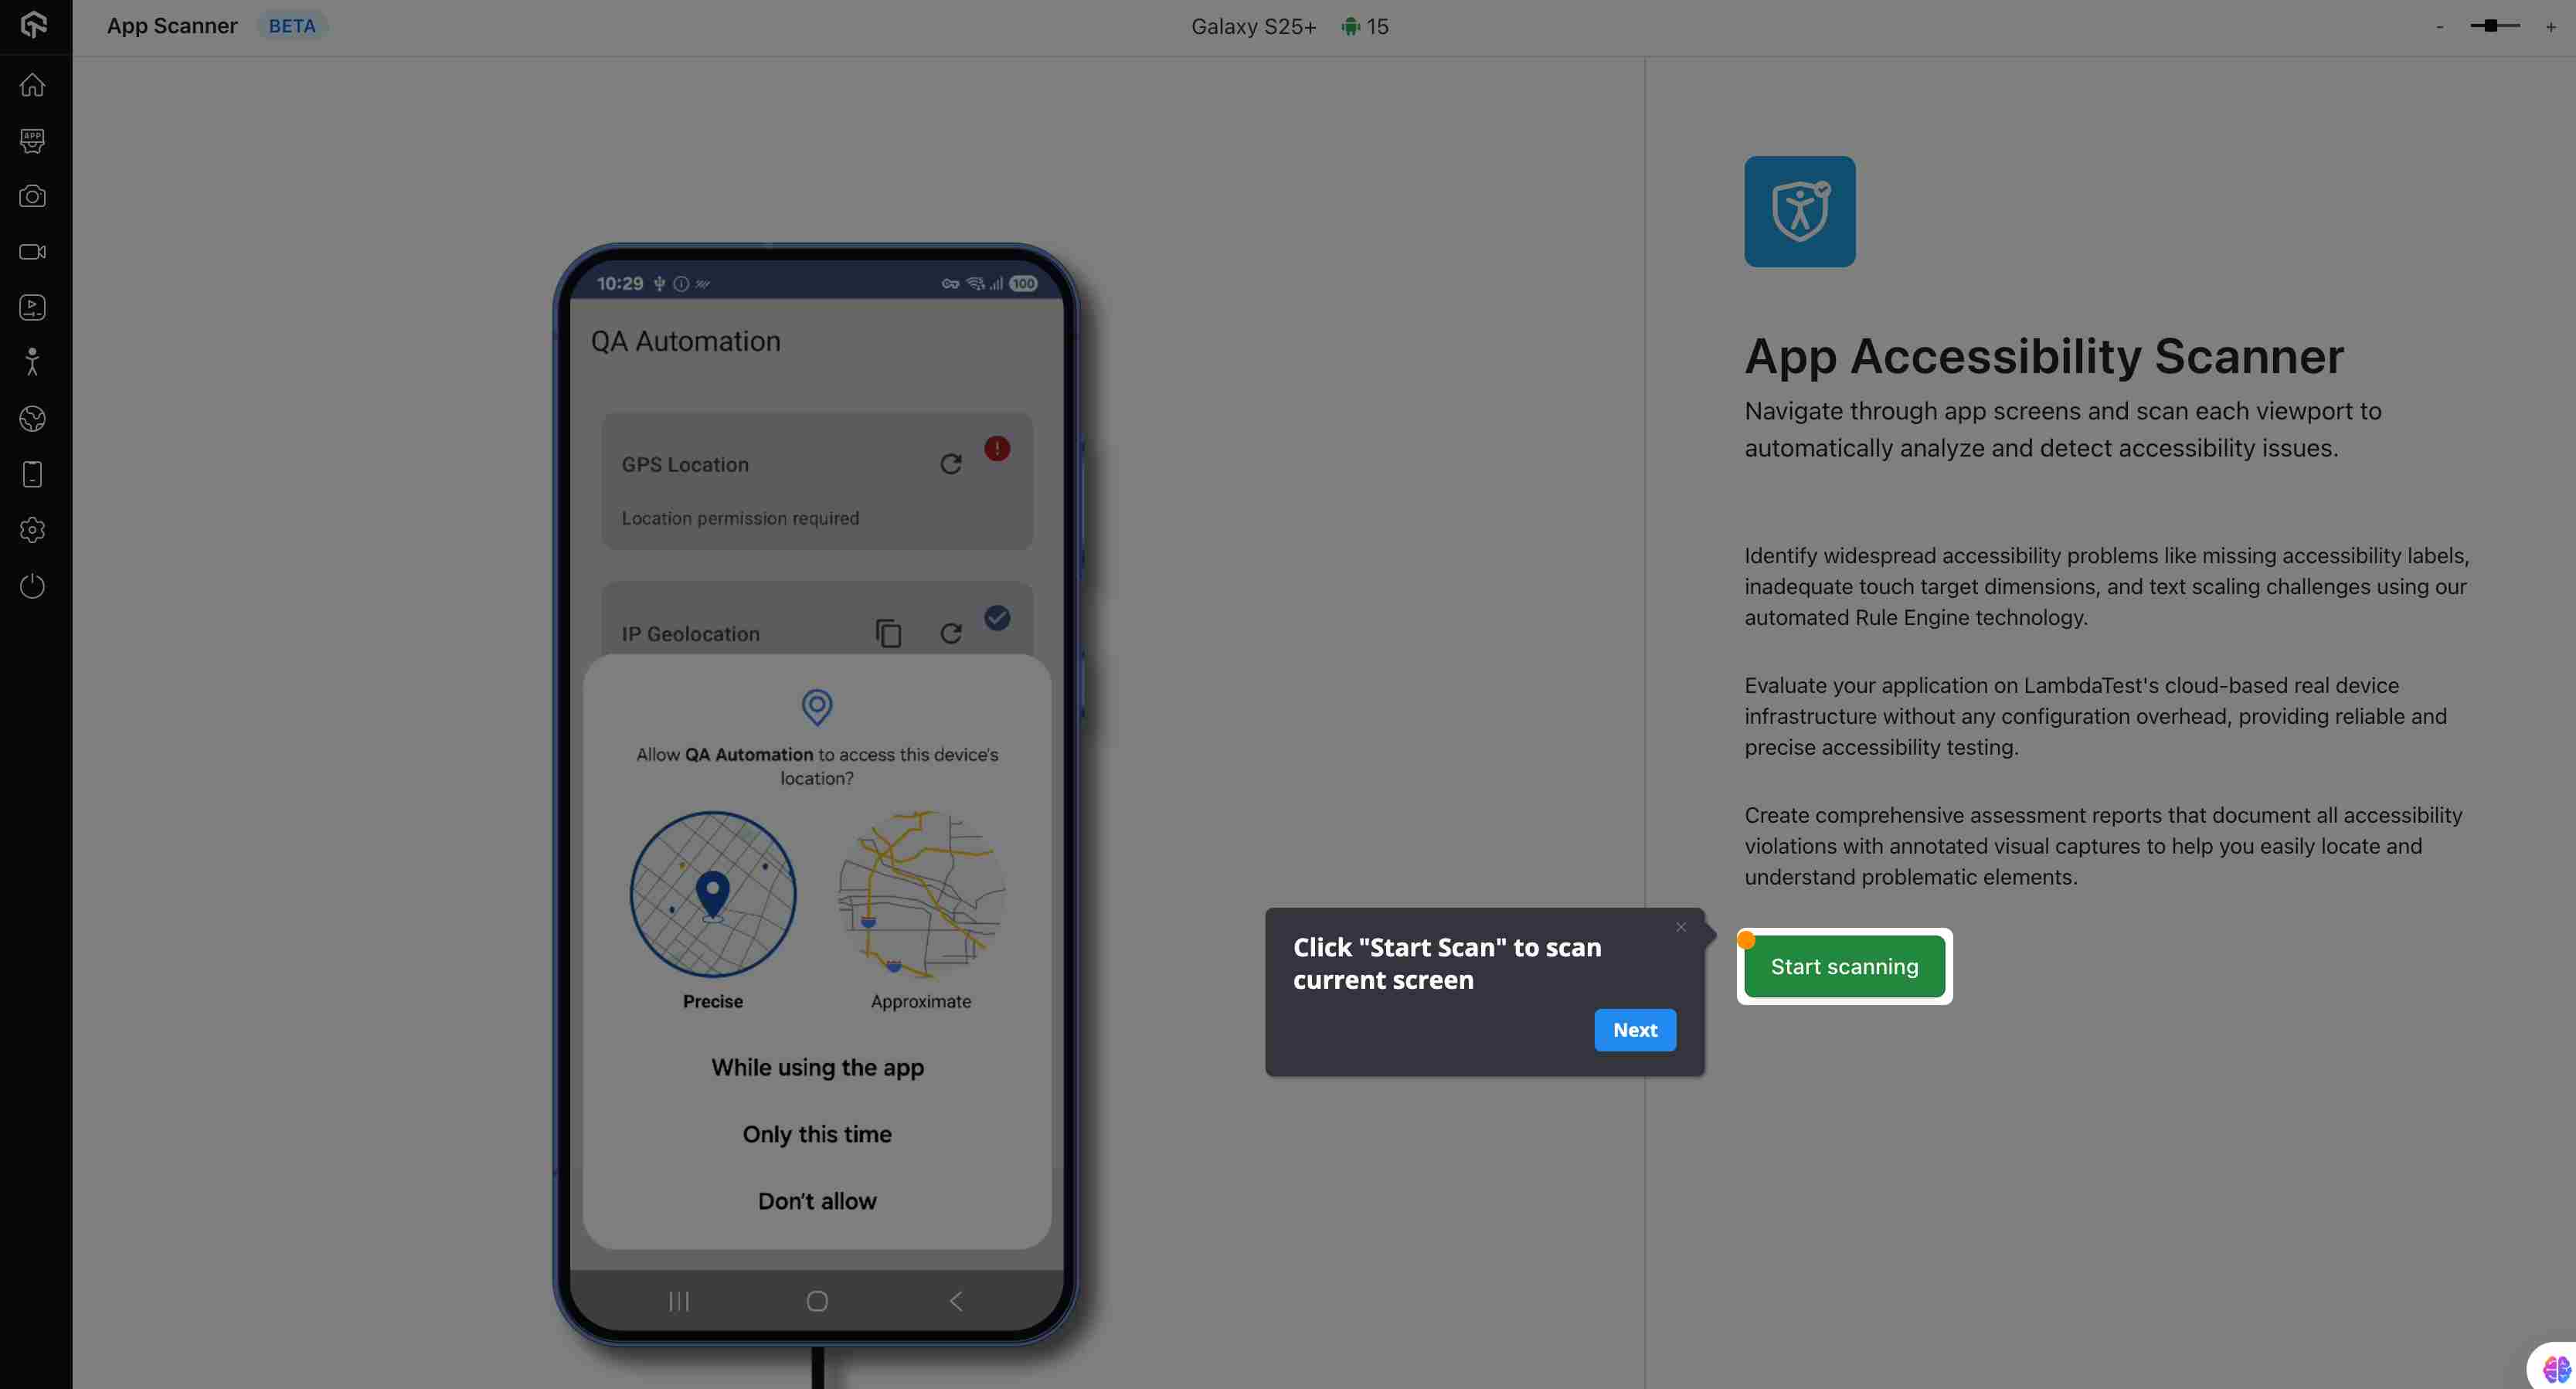 App Scanner BETA
Galaxy S25+ 15
- +
APP
10:29 100
QA Automation
GPS Location
Location permission required
IP Geolocation
Allow QA Automation to access this device's
location?
Precise Approximate
While using the app
Only this time
Don't allow
App Accessibility Scanner
Navigate through app screens and scan each viewport to
automatically analyze and detect accessibility issues.
Identify widespread accessibility problems like missing accessibility labels,
inadequate touch target dimensions, and text scaling challenges using our
automated Rule Engine technology.
Evaluate your application on LambdaTest's cloud-based real device
infrastructure without any configuration overhead, providing reliable and
precise accessibility testing.
Create comprehensive assessment reports that document all accessibility
violations with annotated visual captures to help you easily locate and
understand problematic elements.
Click "Start Scan" to scan
current screen
Next
Start scanning